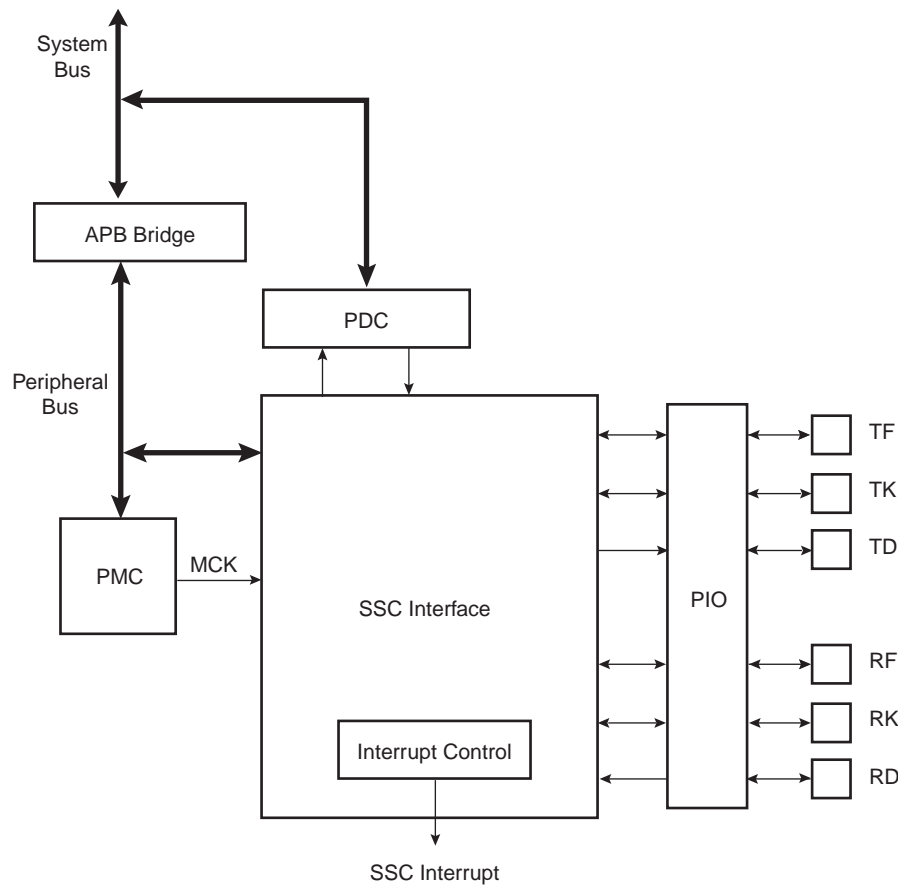 System
Bus
APB Bridge
PDC
Peripheral
Bus
TF
TK
PMC
MCK
TD
SSC Interface
PIO
RF
Interrupt Control
RK
RD
SSC Interrupt